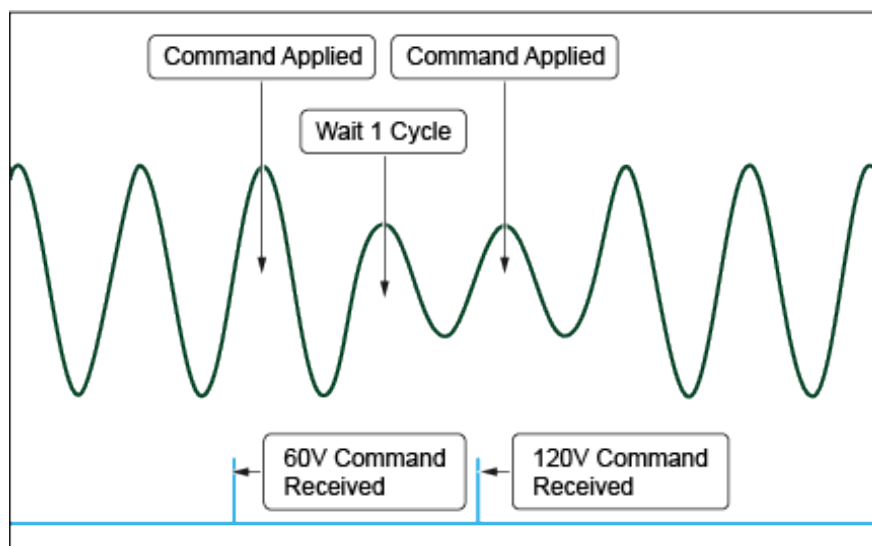 Command Applied
Command Applied
Wait 1 Cycle
60V Command
Received
120V Command
Received